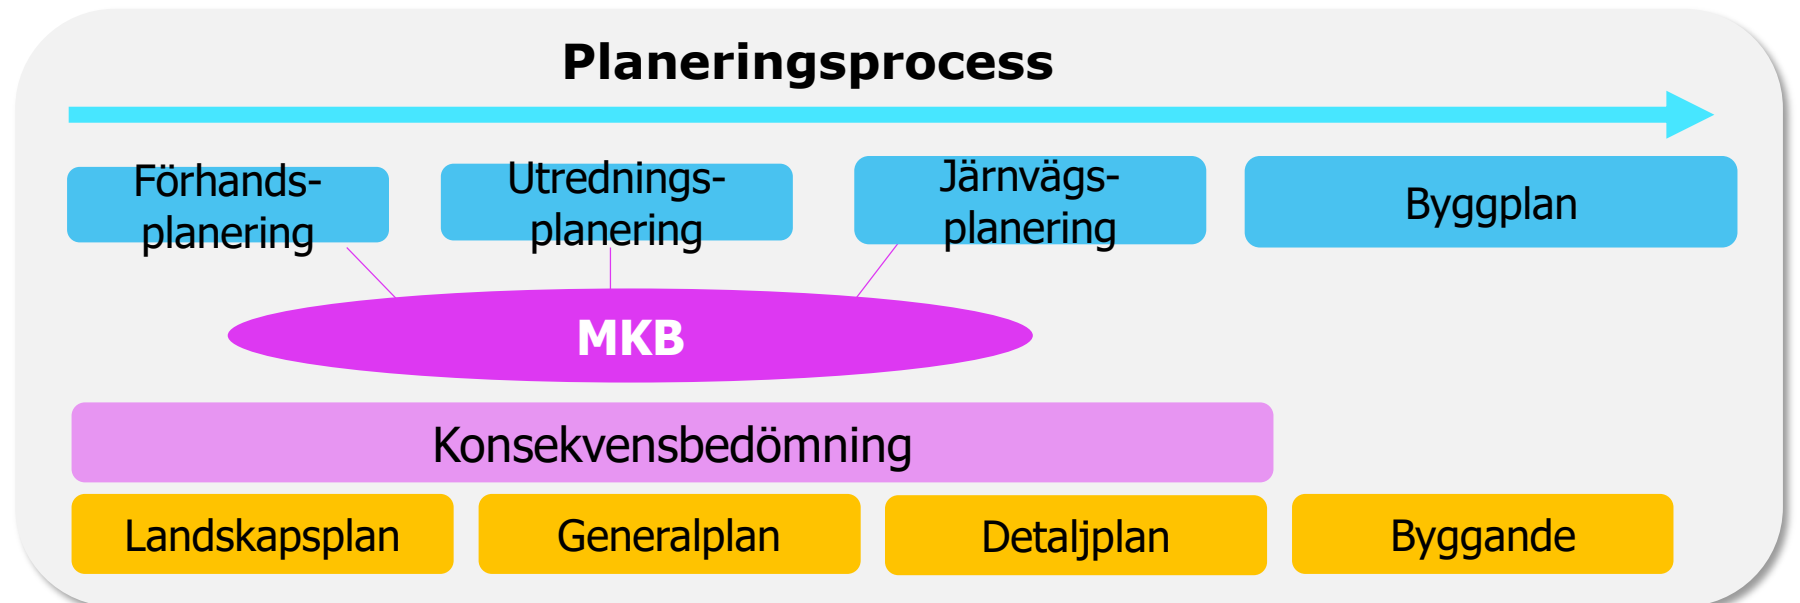 Planeringsprocess
Förhands-
planering
Utrednings-
planering
Järnvägs-
planering
Byggplan
MKB
Konsekvensbedömning
Landskapsplan
Generalplan
Detaljplan
Byggande